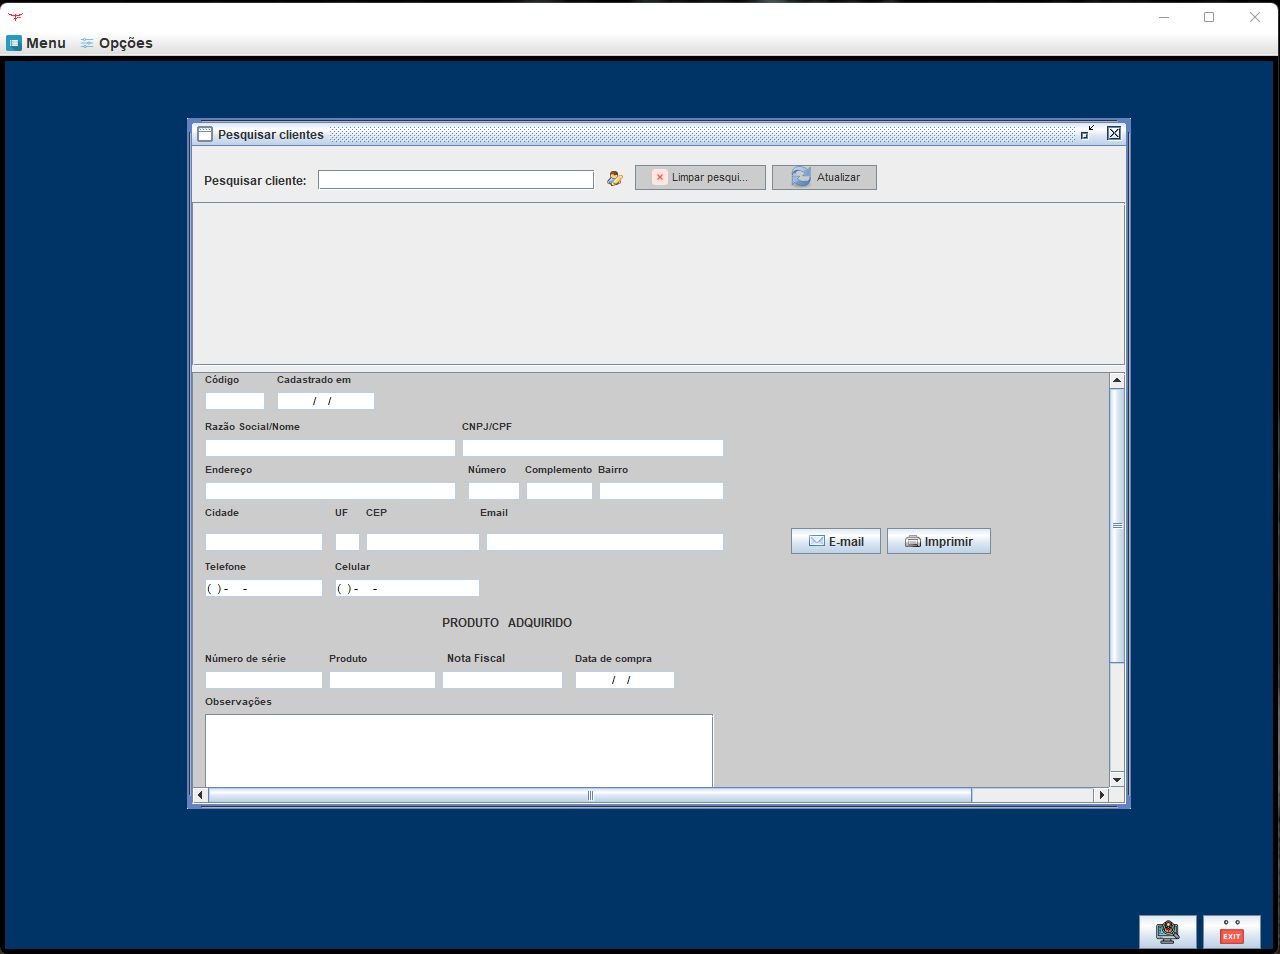 Menu Opções
Pesquisar clientes
Pesquisar cliente: Limpar pesqui... Atualizar
Código Cadastrado em
/ /
Razão Social/Nome CNPJ/CPF
Endereço Número Complemento Bairro
Cidade UF CEP Email
E-mail Imprimir
Telefone Celular
( ) - - ( ) - -
PRODUTO ADQUIRIDO
Número de série Produto Nota Fiscal Data de compra
/ /
Observações
EXIT